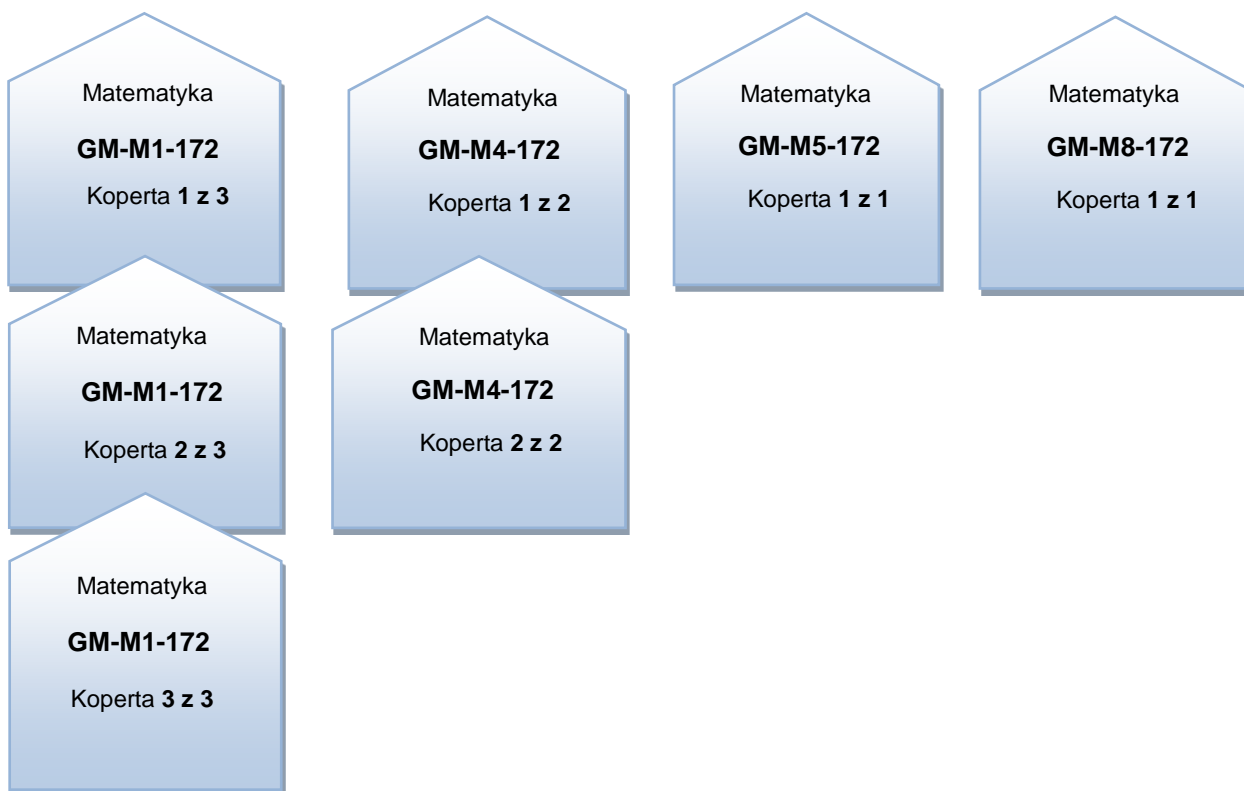 Matematyka
GM-M1-172
Koperta 1 z 3
Matematyka
GM-M4-172
Koperta 1 z 2
Matematyka
GM-M5-172
Koperta 1 z 1
Matematyka
GM-M8-172
Koperta 1 z 1
Matematyka
GM-M1-172
Koperta 2 z 3
Matematyka
GM-M4-172
Koperta 2 z 2
Matematyka
GM-M1-172
Koperta 3 z 3